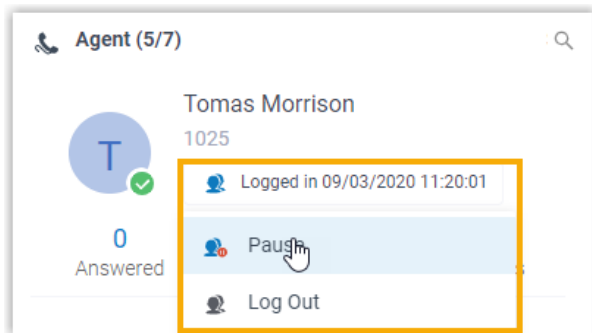 Agent (5/7)
Tomas Morrison
1025
T
Logged in 09/03/2020 11:20:01
0
Pause
Answered
Log Out